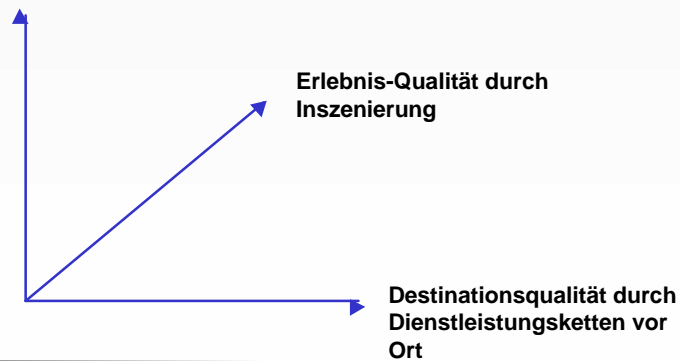 Erlebnis-Qualität durch
Inszenierung
Destinationsqualität durch
Dienstleistungsketten vor
Ort